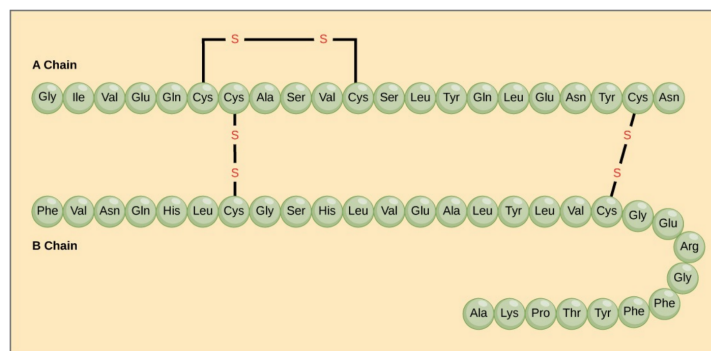 S S
A Chain
Gly Ile Val Glu Gln Cys Cys Ala Ser Val Cys Ser Leu Tyr Gln Leu Glu Asn Tyr Cys Asn
S S
S S
Phe Val Asn Gln His Leu Cys Gly Ser His Leu Val Glu Ala Leu Tyr Leu Val Cys Gly Glu
B Chain
Arg
Gly
Ala Lys Pro Thr Tyr Phe Phe